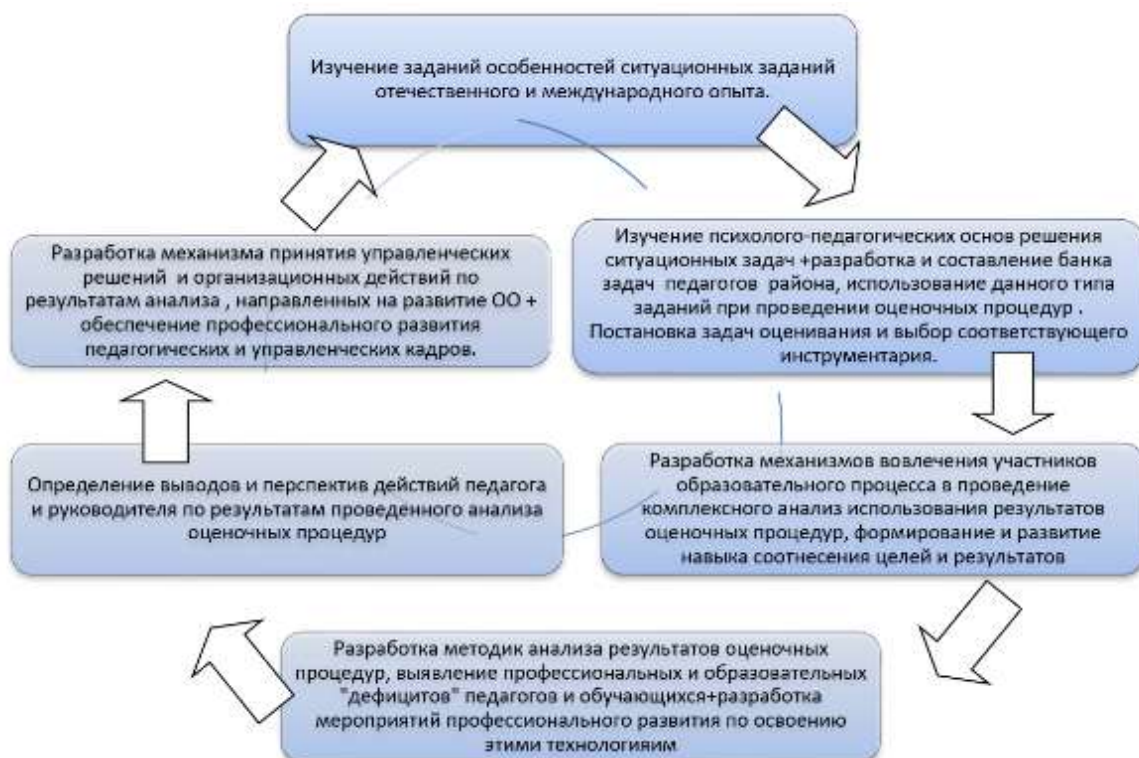 Изучение заданий особенностей ситуационных заданий
отечественного и международного опыта.
Изучение психолого-педагогических основ решения
ситуационных задач +разработка и составление банка
задач педагогов района, использование данного типа
заданий при проведении оценочных процедур .
Постановка задач оценивания и выбор соответствующего
инструментария.
Разработка механизмов вовлечения участников
образовательного процесса в проведение
комплексного анализ использования результатов
оценочных процедур, формирование и развитие
навыка соотнесения целей и результатов
Разработка методик анализа результатов оценочных
процедур, выявление профессиональных и образовательных
"дефицитов" педагогов и обучающихся+разработка
мероприятий профессионального развития по освоению
этими технологияим
Определение выводов и перспектив действий педагога
и руководителя по результатам проведенного анализа
оценочных процедур
Разработка механизма принятия управленческих
решений и организационных действий по
результатам анализа , направленных на развитие ОО +
обеспечение профессионального развития
педагогических и управленческих кадров.